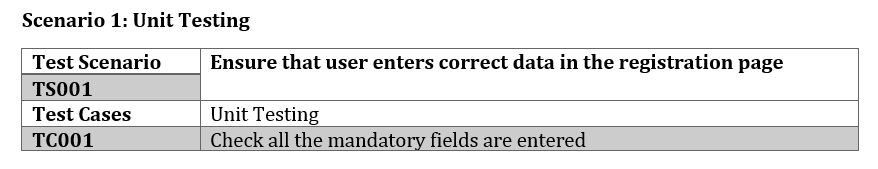 Scenario 1: Unit Testing
Test Scenario Ensure that user enters correct data in the registration page
TS001
Test Cases Unit Testing
TC001 Check all the mandatory fields are entered